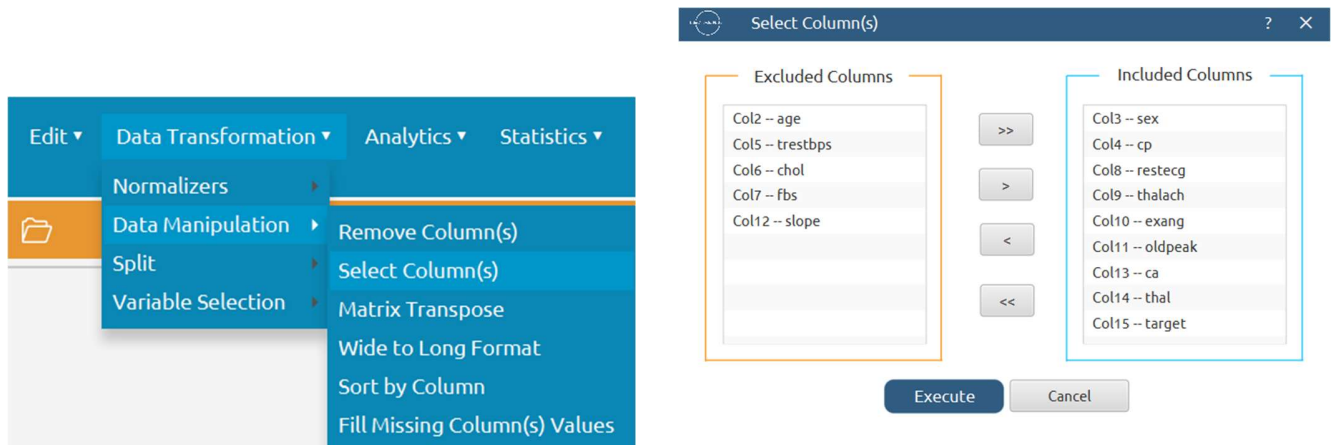 Edit ▾ Data Transformation ▾ Analytics ▾ Statistics ▾
Normalizers
Data Manipulation
Split
Variable Selection
Remove Column(s)
Select Column(s)
Matrix Transpose
Wide to Long Format
Sort by Column
Fill Missing Column(s) Values
Select Column(s) ? ×
Excluded Columns
Col2 -- age
Col5 -- trestbps
Col6 -- chol
Col7 -- fbs
Col12 -- slope
>>
>
<
<<
Included Columns
Col3 -- sex
Col4 -- cp
Col8 -- restecg
Col9 -- thalach
Col10 -- exang
Col11 -- oldpeak
Col13 -- ca
Col14 -- thal
Col15 -- target
Execute Cancel